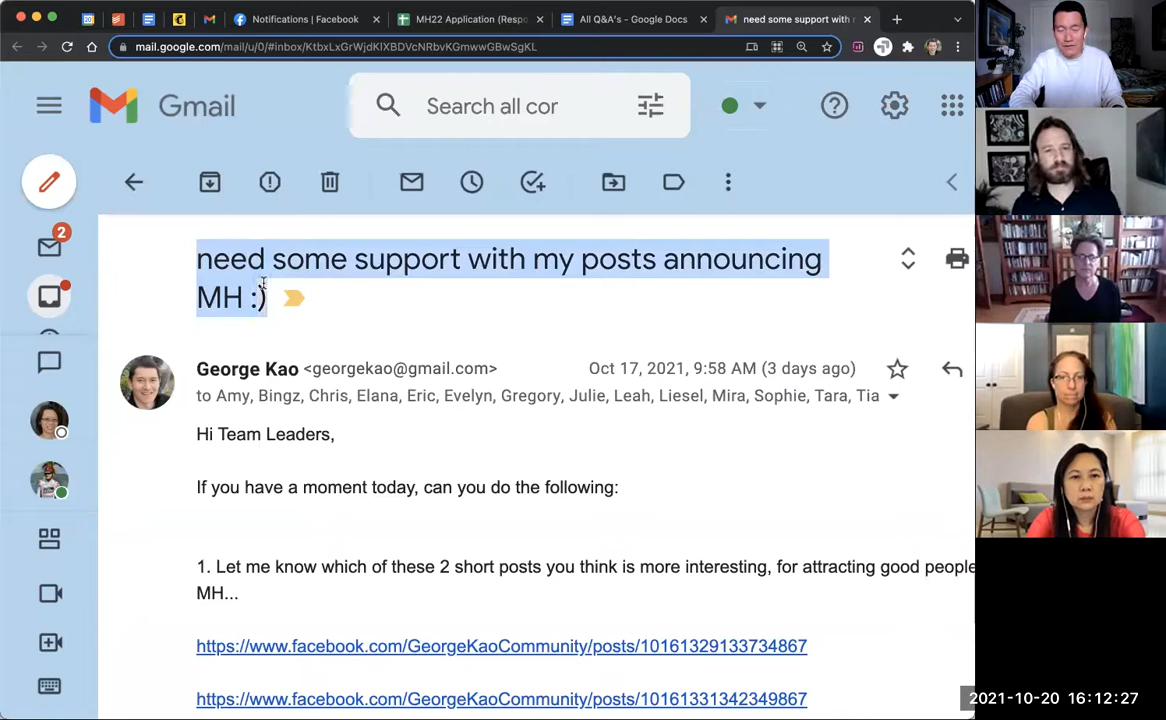 Notifications | Facebook
MH22 Application (Respo
All Q&A's - Google Docs
need some support with r
mail.google.com/mail/u/0/#inbox/KtbxLxGrWjdKlXBDVcNRbvKGmwwGBwSgKL
Gmail
Search all cor
2
need some support with my posts announcing
MH :)
George Kao <georgekao@gmail.com>
Oct 17, 2021, 9:58 AM (3 days ago)
to Amy, Bingz, Chris, Elana, Eric, Evelyn, Gregory, Julie, Leah, Liesel, Mira, Sophie, Tara, Tia
Hi Team Leaders,
If you have a moment today, can you do the following:
1. Let me know which of these 2 short posts you think is more interesting, for attracting good people
MH...
https://www.facebook.com/GeorgeKaoCommunity/posts/10161329133734867
https://www.facebook.com/GeorgeKaoCommunity/posts/10161331342349867
2021-10-20 16:12:27